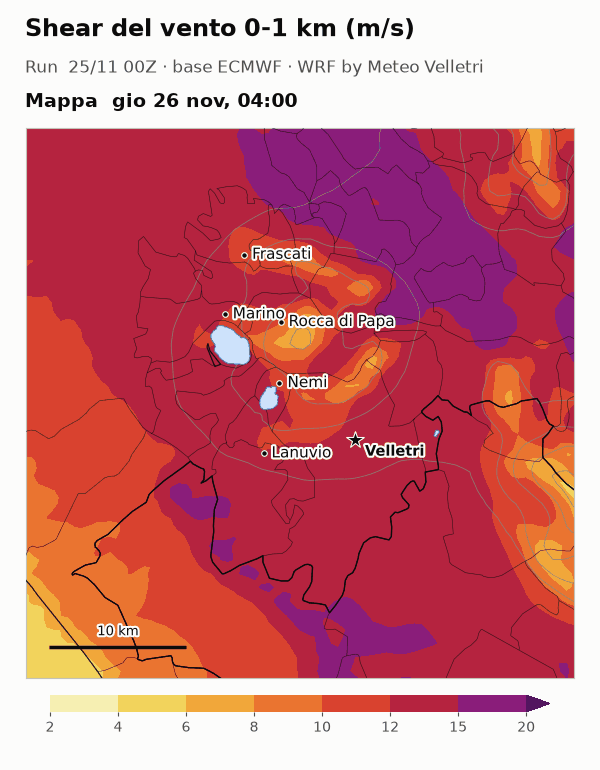 Shear del vento 0-1 km (m/s)
Run  25/11 00Z · base ECMWF · WRF by Meteo Velletri
Mappa  gio 26 nov, 04:00
Frascati
Marino
Rocca di Papa
Nemi
Velletri
Lanuvio
10 km
2 4 6 8 10 12 15 20